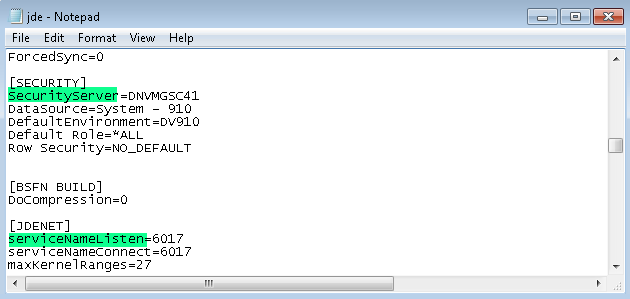 jde - Notepad
File Edit Format View Help
ForcedSync=0
[SECURITY]
SecurityServer=DNVMGSC41
DataSource=System - 910
DefaultEnvironment=DV910
Default Role=*ALL
Row Security=NO_DEFAULT
[BSFN BUILD]
DoCompression=0
[JDENET]
serviceNameListen=6017
serviceNameConnect=6017
maxKernelRanges=27